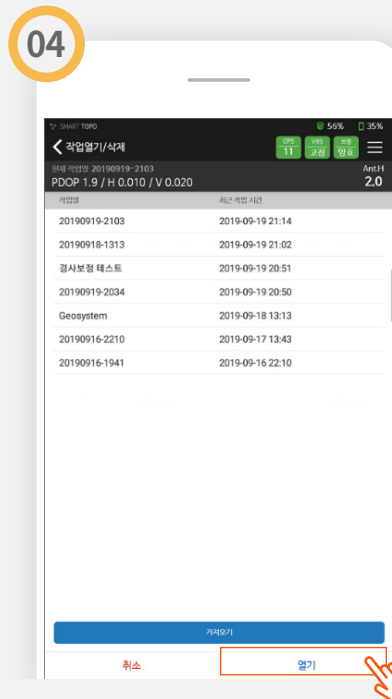 04
SMART TOPO 56% 35%
작업열기/삭제 GPS 11 VRS 고정 보통 양호
현재 작업명 20190919-2103 Ant.H
PDOP 1.9 / H 0.010 / V 0.020 2.0
작업명 최근 작업 시간
20190919-2103 2019-09-19 21:14
20190918-1313 2019-09-19 21:02
경사보정 테스트 2019-09-19 20:51
20190919-2034 2019-09-19 20:50
Geosystem 2019-09-18 13:13
20190916-2210 2019-09-17 13:43
20190916-1941 2019-09-16 22:10
가져오기
취소 열기